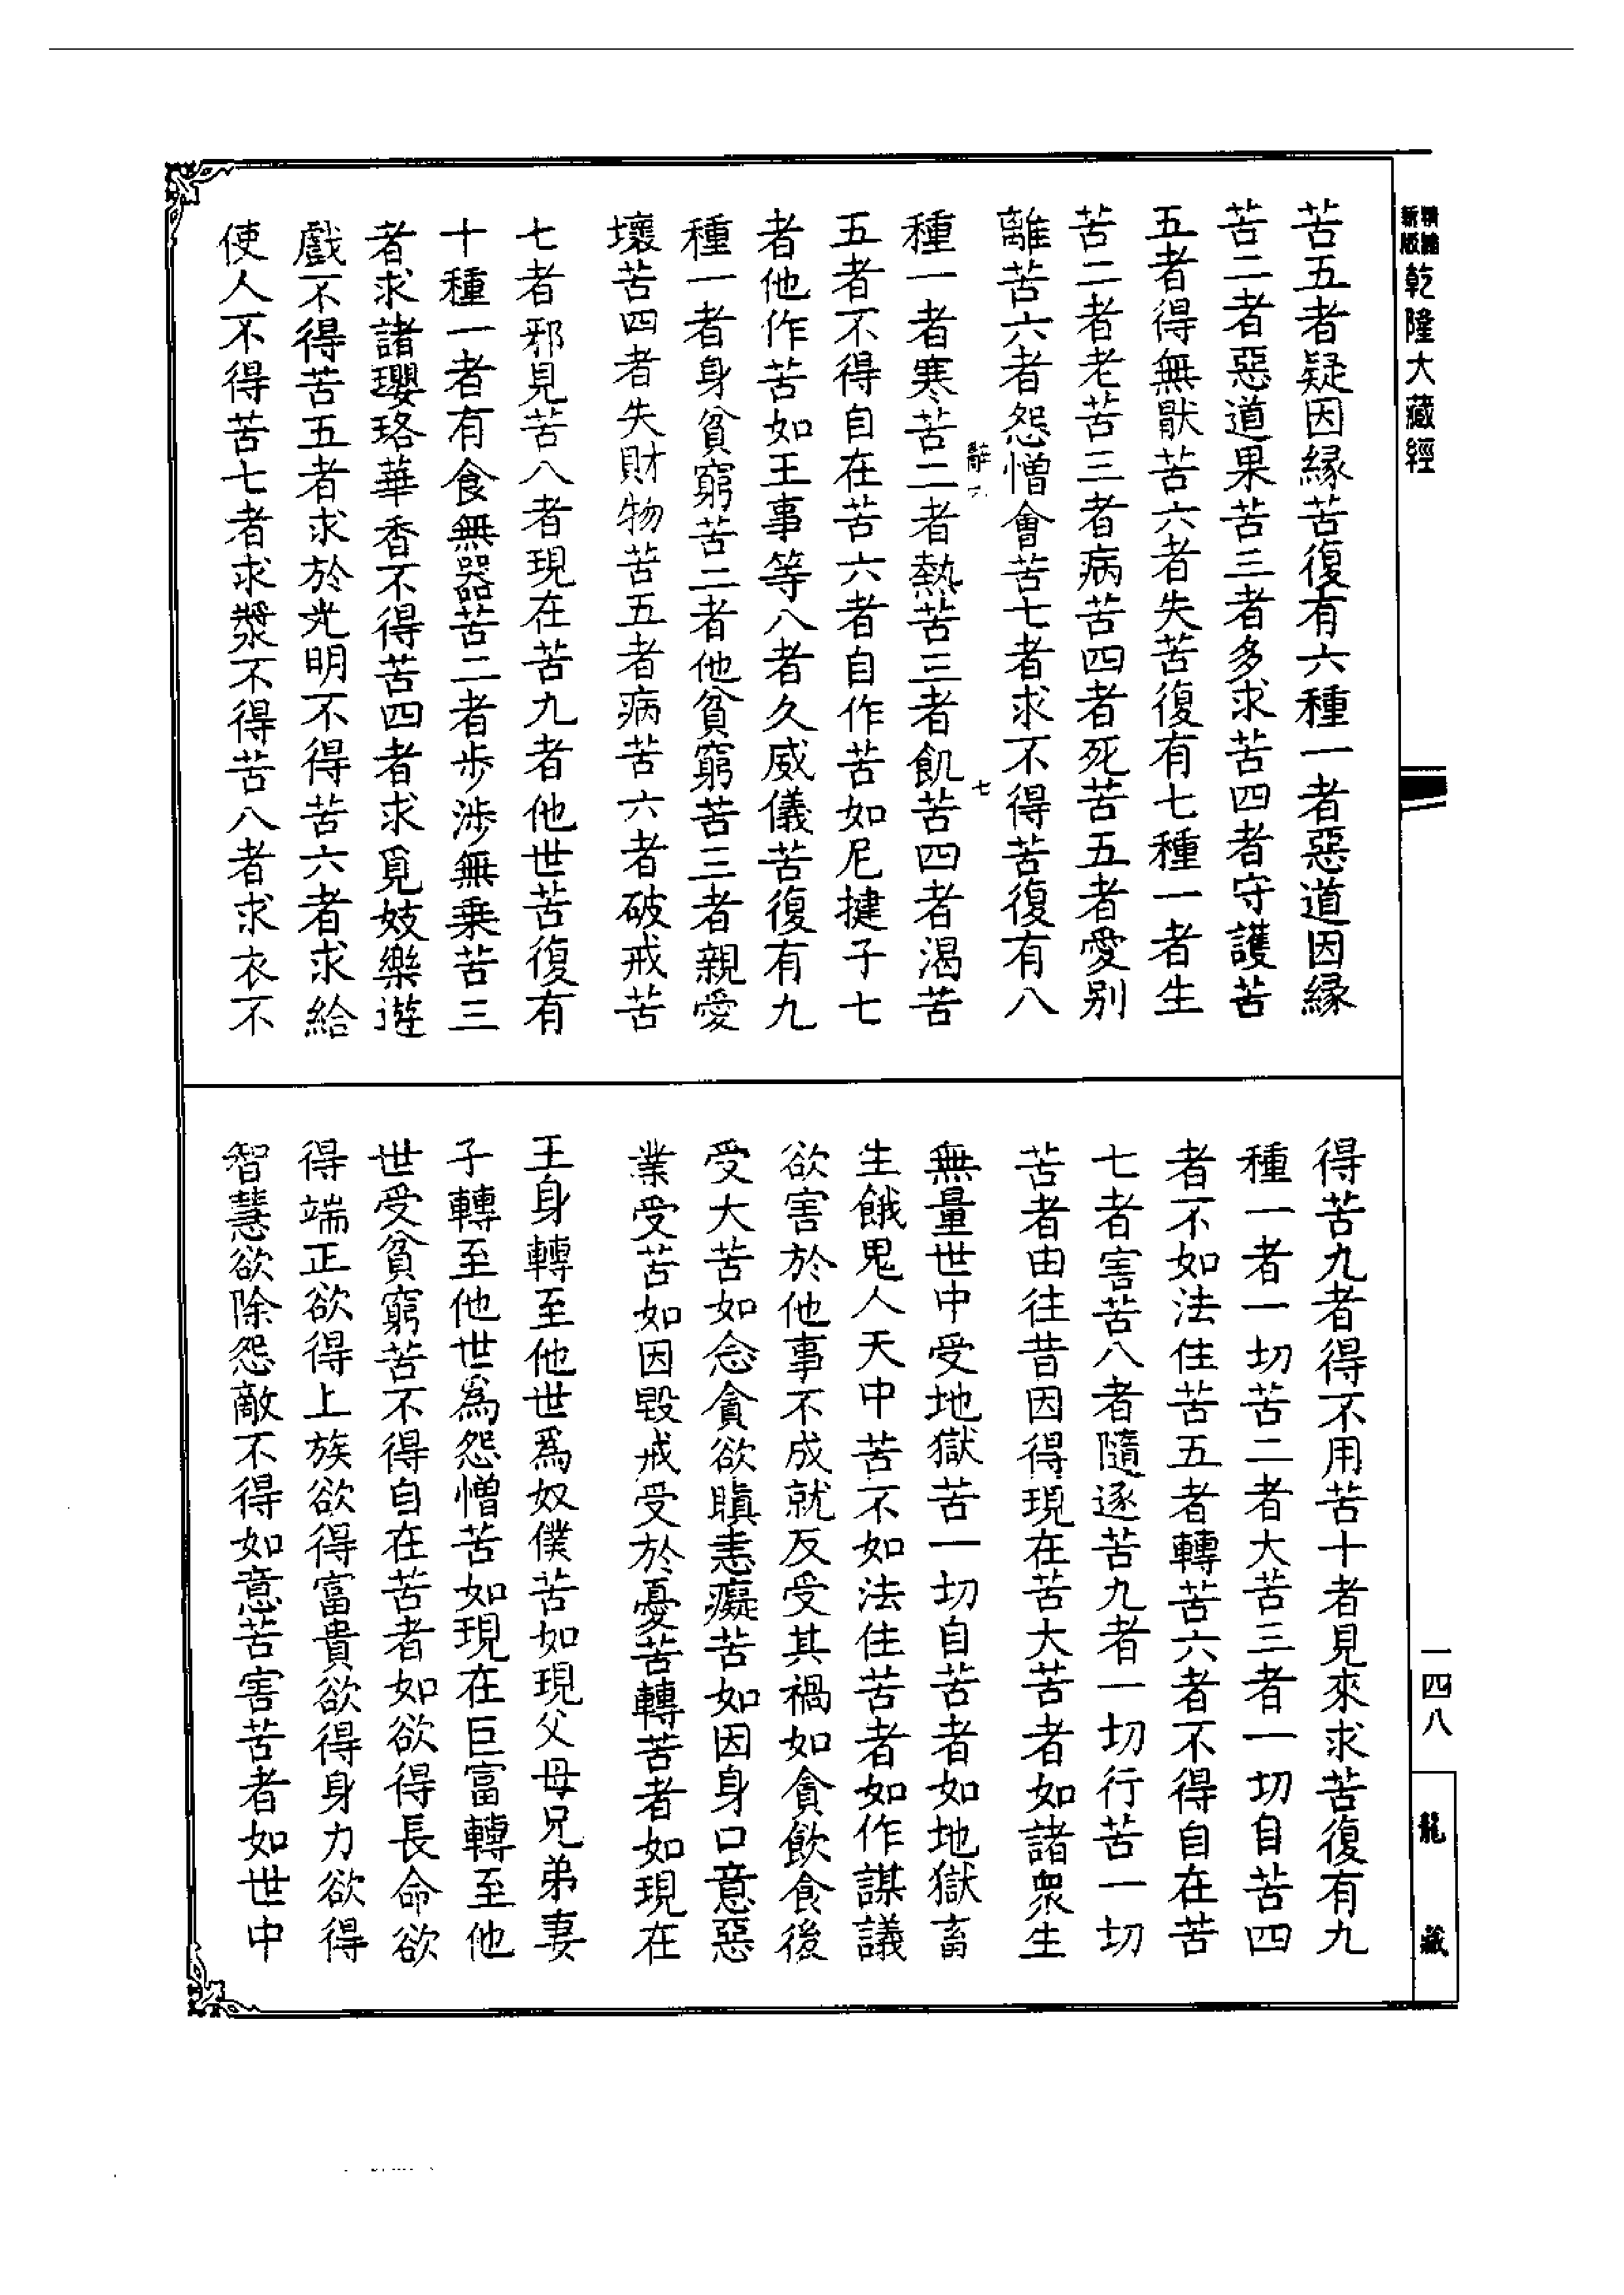 新版
乾隆大藏經
苦五者疑因緣苦復有六種一者惡道因緣
苦二者惡道果苦三者多求苦四者守護苦
五者得無猒苦六者失苦復有七種一者生
苦二者老苦三者病苦四者死苦五者愛別
離苦六者怨憎會苦七者求不得苦復有八
七
種一者寒苦二者熱苦三者飢苦四者渴苦
五者不得自在苦六者自作苦如尼揵子七
者他作苦如王事等八者久威儀苦復有九
種一者身貧窮苦二者他貧窮苦三者親愛
壞苦四者失財物苦五者病苦六者破戒苦
七者邪見苦八者現在苦九者他世苦復有
十種一者有食無器苦二者步涉無乘苦三
者求諸瓔珞華香不得苦四者求覓妓樂遊
戲不得苦五者求於光明不得苦六者求給
使人不得苦七者求漿不得苦八者求衣不
得苦九者得不用苦十者見來求苦復有九
種一者一切苦二者大苦三者一切自苦四
者不如法住苦五者轉苦六者不得自在苦
七者害苦八者隨逐苦九者一切行苦一切
苦者由往昔因得現在苦大苦者如諸眾生
無量世中受地獄苦一切自苦者如地獄畜
生餓鬼人天中苦不如法住苦者如作謀議
欲害於他事不成就反受其禍如貪飲食後
受大苦如念貪欲瞋恚癡苦如因身口意惡
業受苦如因毀戒受於憂苦轉苦者如現在
王身轉至他世爲奴僕苦如現父母兄弟妻
子轉至他世爲怨憎苦如現在巨富轉至他
世受貧窮苦不得自在苦者如欲得長命欲
得端正欲得上族欲得富貴欲得身力欲得
智慧欲除怨敵不得如意苦害苦者如世中
一四八
龍藏